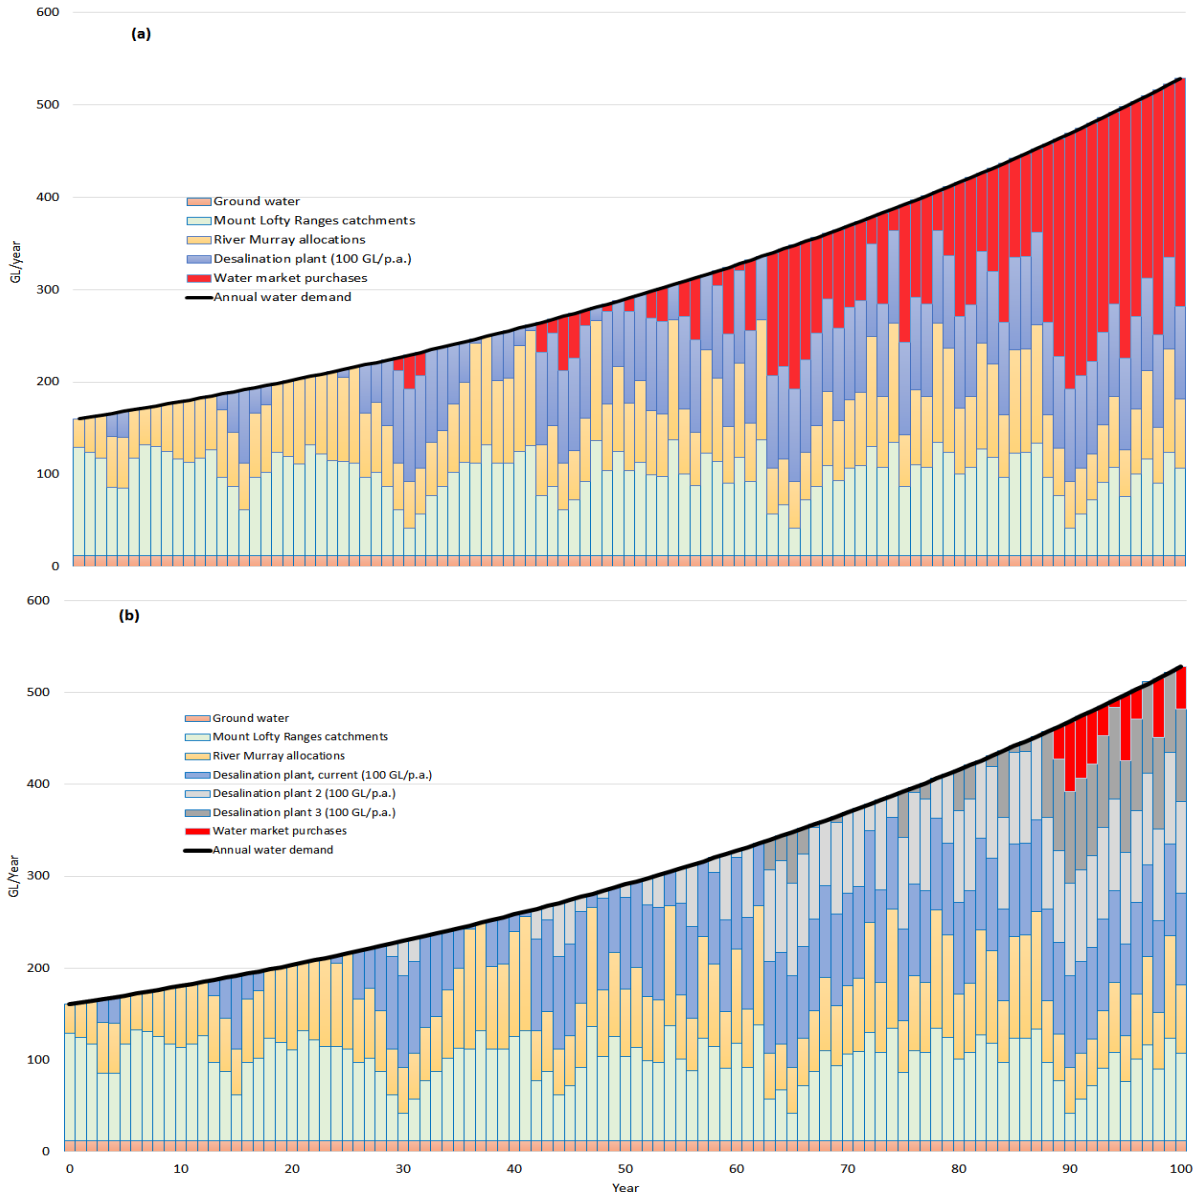 600
(a)
500
400
Ground water
Mount Lofty Ranges catchments
River Murray allocations
Desalination plant (100 GL/p.a.)
Water market purchases
Annual water demand
GL/year
300
200
100
0
600
(b)
500
Ground water
Mount Lofty Ranges catchments
River Murray allocations
Desalination plant, current (100 GL/p.a.)
Desalination plant 2 (100 GL/p.a.)
Desalination plant 3 (100 GL/p.a.)
Water market purchases
Annual water demand
400
GL/Year
300
200
100
0
0 10 20 30 40 50 60 70 80 90 100
Year